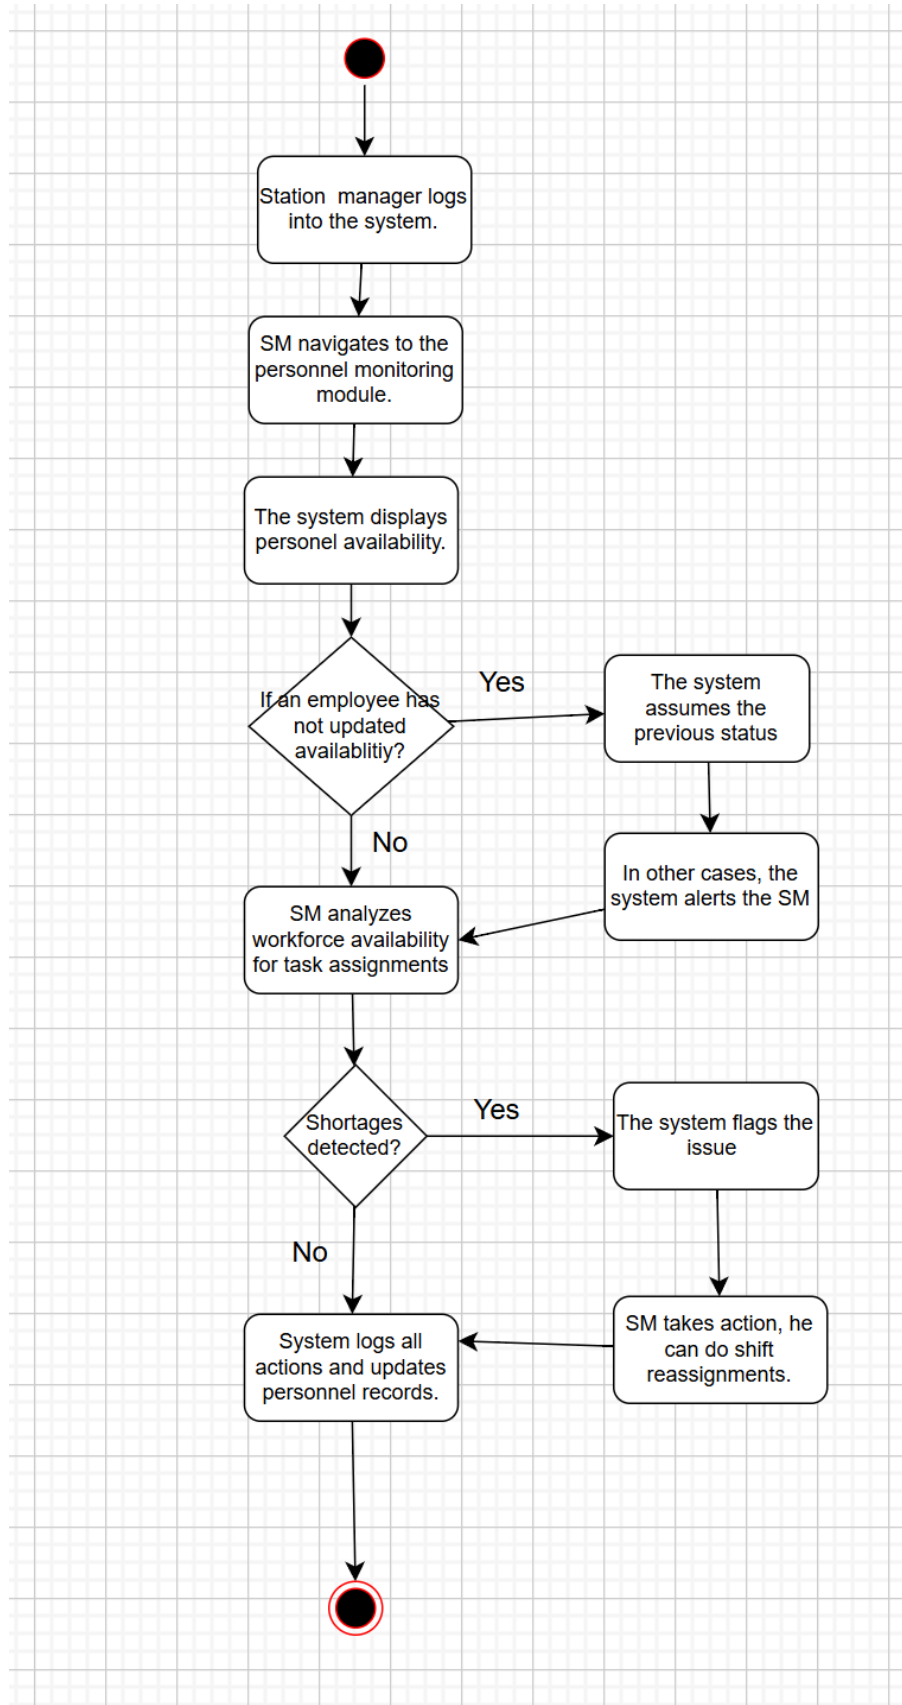 Station  manager logs
into the system.
SM navigates to the
personnel monitoring
module.
The system displays
personel availability.
If an employee has
not updated
availablitiy?
Yes
The system
assumes the
previous status
No
In other cases, the
system alerts the SM
SM analyzes
workforce availability
for task assignments
Shortages
detected?
Yes
The system flags the
issue
No
SM takes action, he
can do shift
reassignments.
System logs all
actions and updates
personnel records.